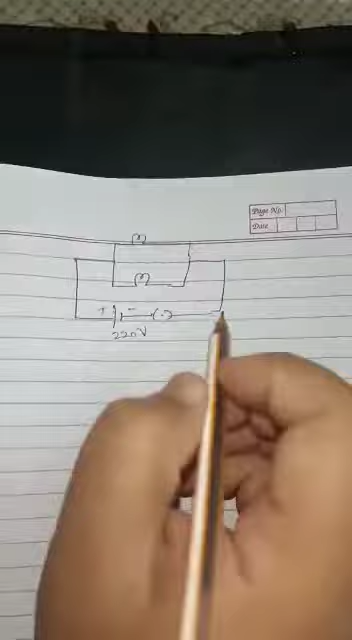 Page No.
Date
+ -
220V